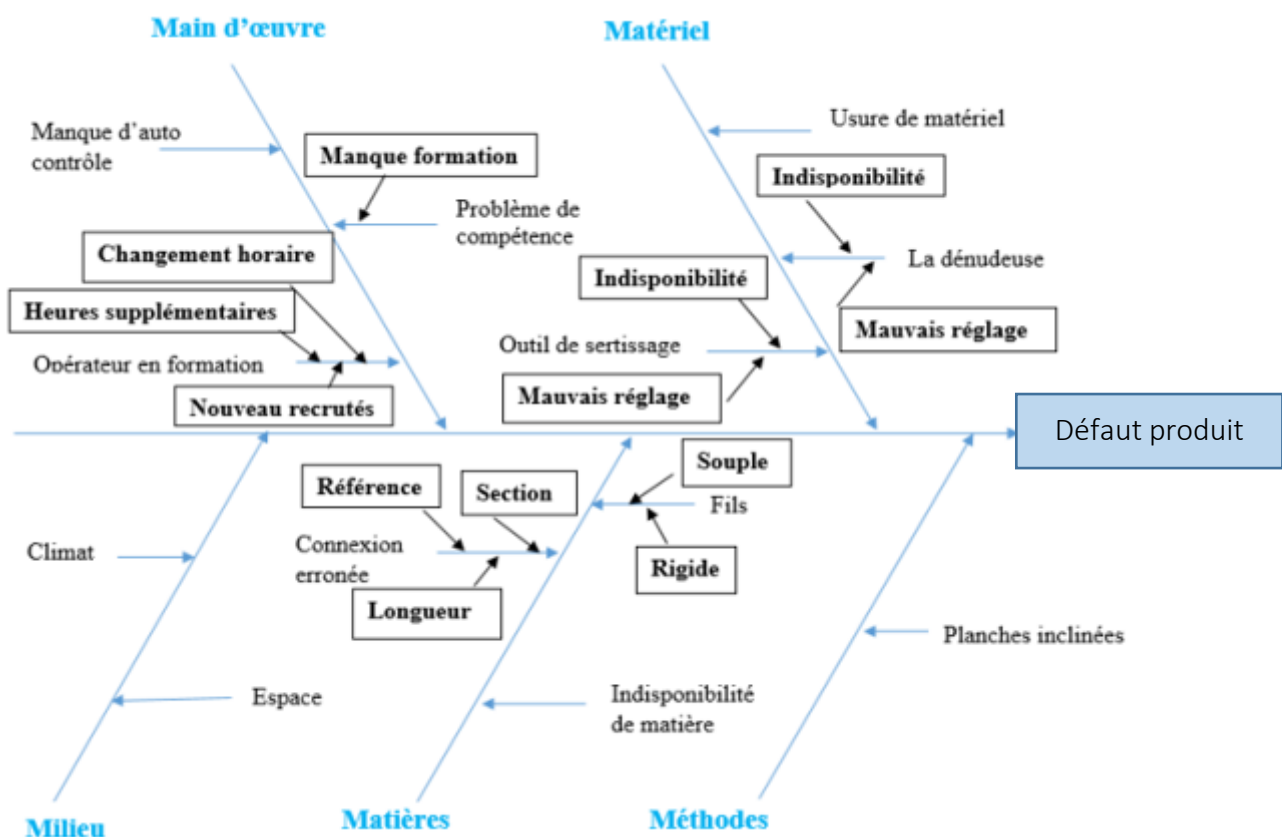 Main d'œuvre
Matériel
Manque d'auto
contrôle
Manque formation
Usure de matériel
Indisponibilité
Problème de
compétence
Changement horaire
La dénudeuse
Indisponibilité
Heures supplémentaires
Mauvais réglage
Outil de sertissage
Opérateur en formation
Mauvais réglage
Nouveau recrutés
Défaut produit
Souple
Référence
Section
Fils
Climat
Connexion
erronée
Rigide
Longueur
Planches inclinées
Espace
Indisponibilité
de matière
Milieu
Matières
Méthodes